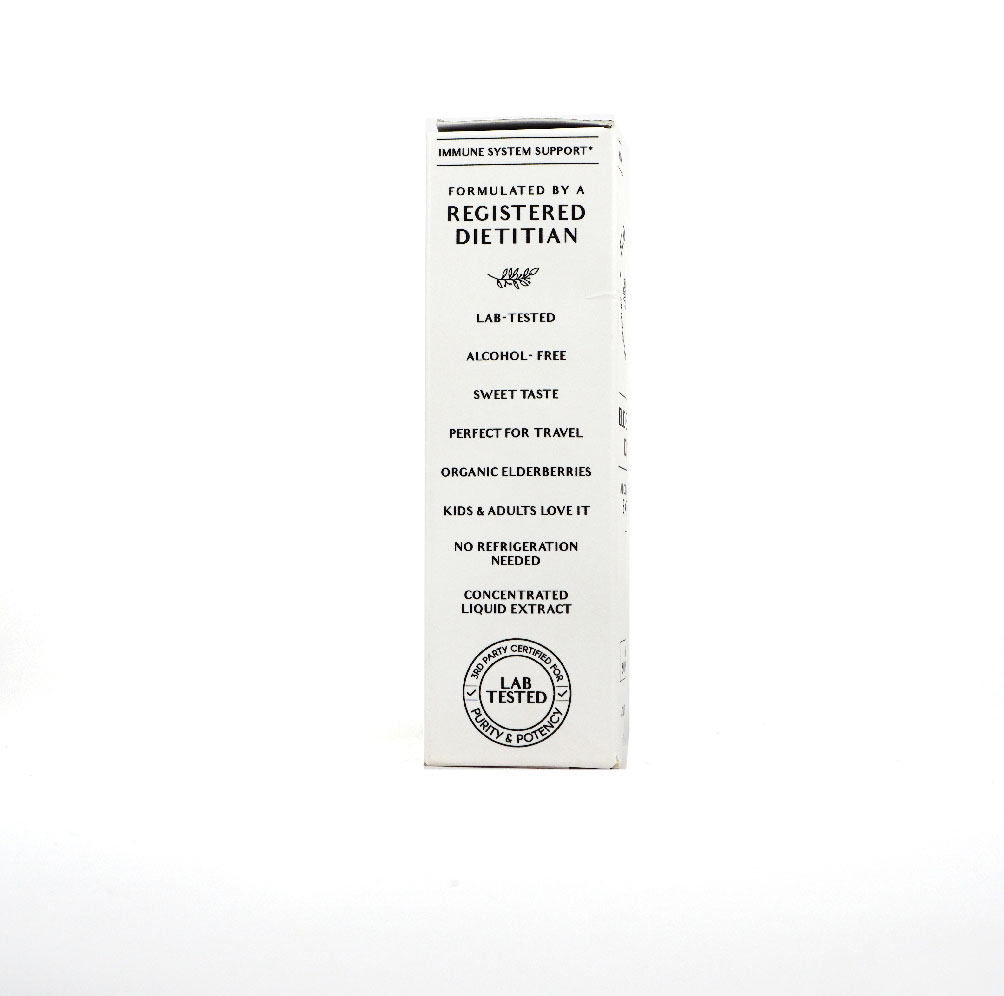 IMMUNE SYSTEM SUPPORT*
FORMULATED BY A
REGISTERED
DIETITIAN
LAB-TESTED
ALCOHOL- FREE
SWEET TASTE
PERFECT FOR TRAVEL
ORGANIC ELDERBERRIES
KIDS & ADULTS LOVE IT
NO REFRIGERATION
NEEDED
CONCENTRATED
LIQUID EXTRACT
3RD PARTY CERTIFIED FOR
LAB
TESTED
PURITY & POTENCY